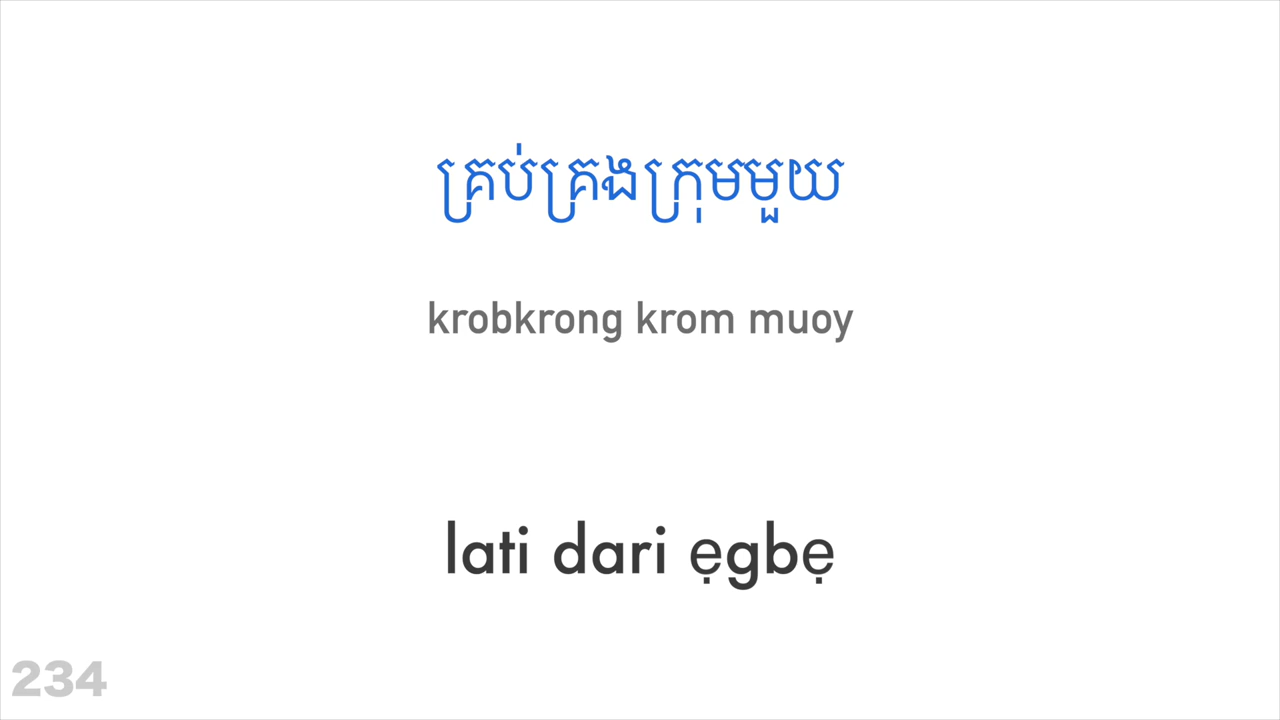 គ្រប់គ្រងក្រុមមួយ
krobkrong krom muoy
lati dari ẹgbẹ
234